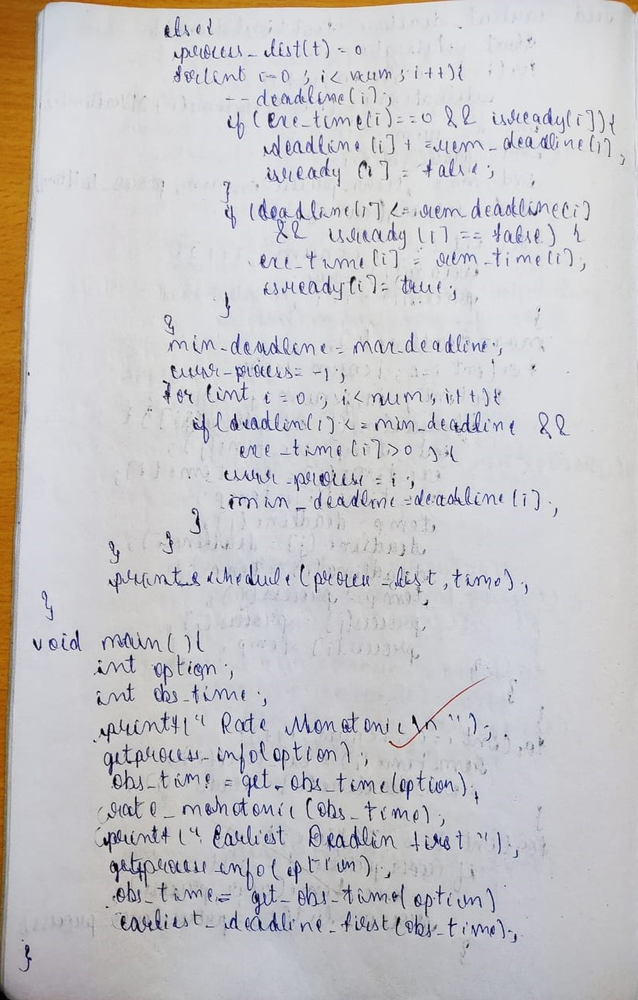 else{
process_list(t) = 0
for(int i=0 ; i< num ; i++){
-- deadline[i];
if (exe_time[i)==0 && isready[i]){
deadline [i] + =rem_deadline[i],
isready [i] = false;
}
if (deadline[i] <= rem deadline(i)
&& isready [i] == false) {
exe_time [i] = rem_time[i],
isready[i]= true;
}
}
min_deadline= max_deadline;
curr-process= -1;
for (int i = 0 ; i< num ; i++){
if (deadlin(i] <= min_deadline &&
exe_time [i]>0 ){
curr_process = i;
min_deadline =deadline [i];
}
} }
print_schedule (process_list, time);
}
void main( ){
int option;
int obs_time;
printf(" Rate Monotonic \n ");
getprocess_info(option);
obs_time = get_obs_time(option);
rate_monotonic (obs_time);
printf (" Earliest Deadlin first ");
getprocess info(option);
obs_time= get_obs_time(option)
earliest_deadline_first(obs_time);
}